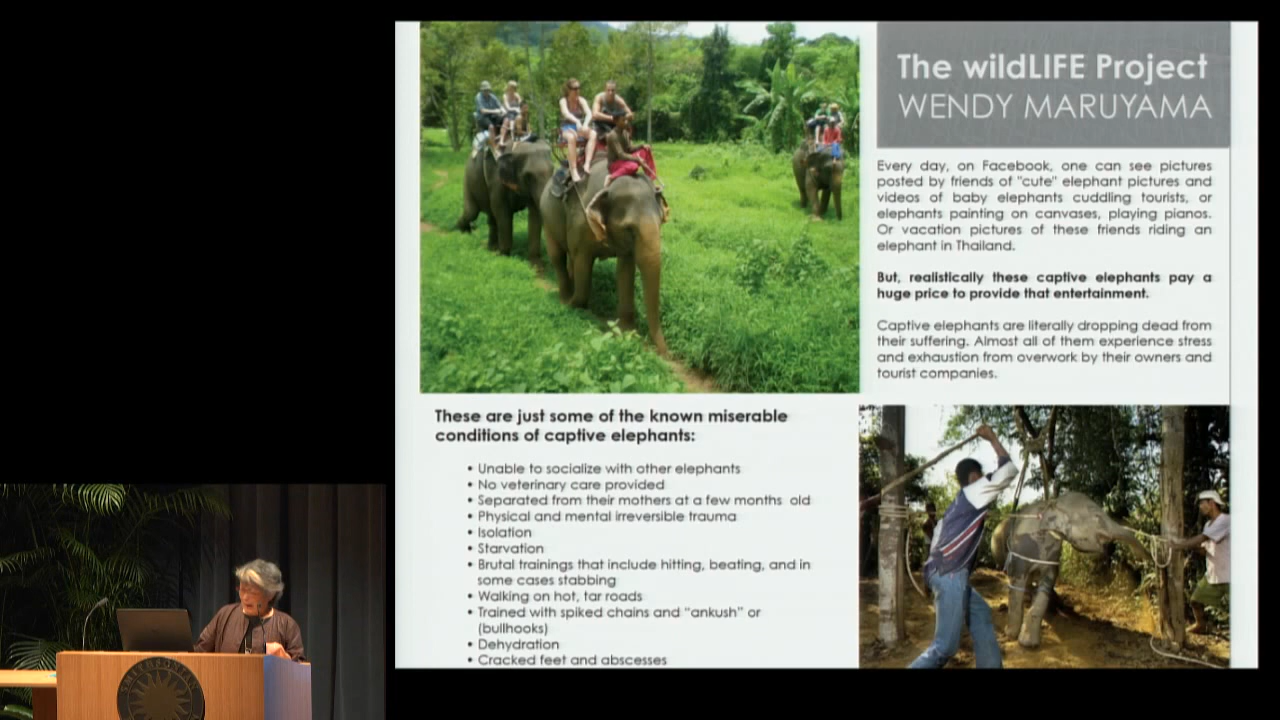 The wildLIFE Project
WENDY MARUYAMA
Every day, on Facebook, one can see pictures
posted by friends of "cute" elephant pictures and
videos of baby elephants cuddling tourists, or
elephants painting on canvases, playing pianos.
Or vacation pictures of these friends riding an
elephant in Thailand.
But, realistically these captive elephants pay a
huge price to provide that entertainment.
Captive elephants are literally dropping dead from
their suffering. Almost all of them experience stress
and exhaustion from overwork by their owners and
tourist companies.
These are just some of the known miserable
conditions of captive elephants:
• Unable to socialize with other elephants
• No veterinary care provided
• Separated from their mothers at a few months old
• Physical and mental irreversible trauma
• Isolation
• Starvation
• Brutal trainings that include hitting, beating, and in
some cases stabbing
• Walking on hot, tar roads
• Trained with spiked chains and "ankush" or
(bullhooks)
• Dehydration
• Cracked feet and abscesses